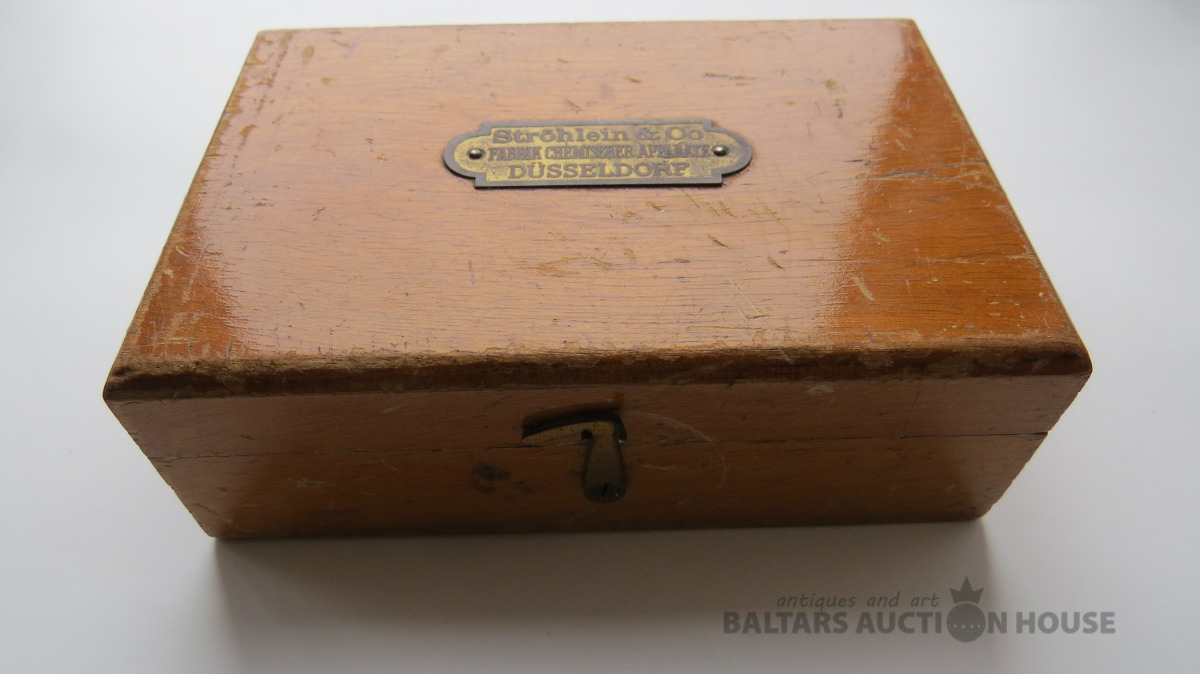 Ströhlein & Co
FABRIK CHEMISCHER APPARATE
DÜSSELDORF
antiques and art
BALTARS AUCTION HOUSE